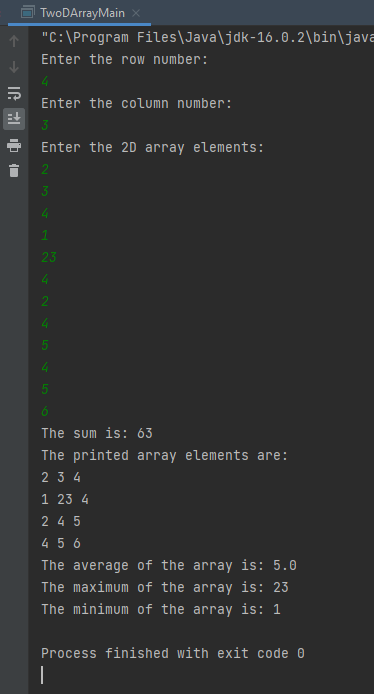 TwoDArrayMain
"C:\Program Files\Java\jdk-16.0.2\bin\java
Enter the row number:
4
Enter the column number:
3
Enter the 2D array elements:
2
3
4
1
23
4
2
4
5
4
5
6
The sum is: 63
The printed array elements are:
2 3 4
1 23 4
2 4 5
4 5 6
The average of the array is: 5.0
The maximum of the array is: 23
The minimum of the array is: 1
Process finished with exit code 0